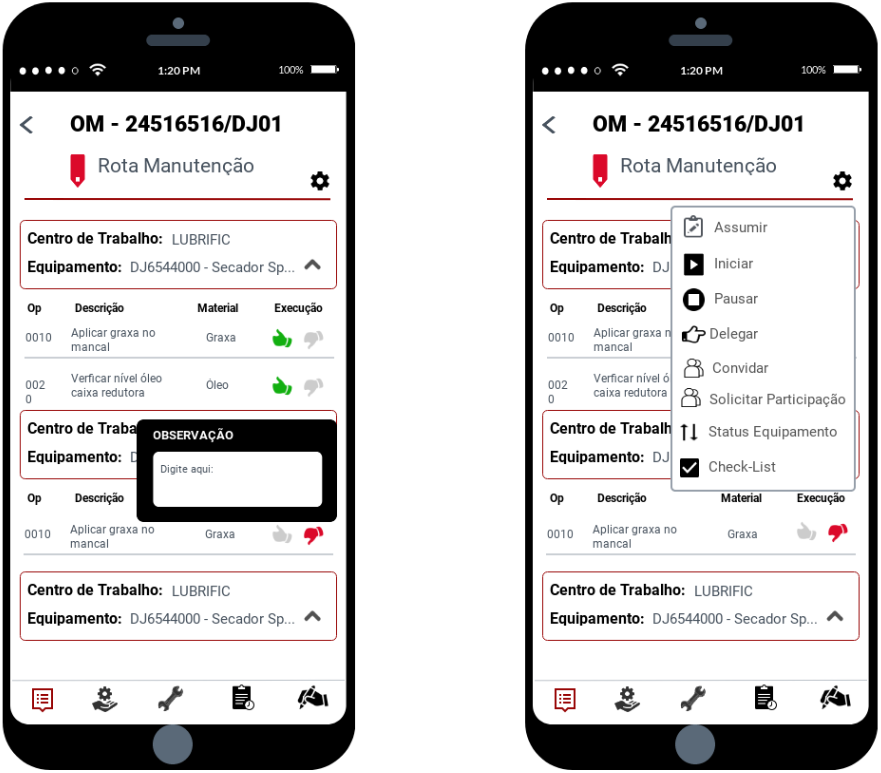 1:20 PM 100%
OM - 24516516/DJ01
Rota Manutenção
Centro de Trabalho: LUBRIFIC
Equipamento: DJ6544000 - Secador Sp...
Op Descrição Material Execução
0010 Aplicar graxa no mancal Graxa
0020 Verficar nível óleo caixa redutora Óleo
Centro de Traba
Equipamento: D
OBSERVAÇÃO
Digite aqui:
Op Descrição
0010 Aplicar graxa no mancal Graxa
Centro de Trabalho: LUBRIFIC
Equipamento: DJ6544000 - Secador Sp...
1:20 PM 100%
OM - 24516516/DJ01
Rota Manutenção
Centro de Trabalh
Equipamento: DJ
Op Descrição
0010 Aplicar graxa n
mancal
0020 Verficar nível ó
caixa redutora
Assumir
Iniciar
Pausar
Delegar
Convidar
Solicitar Participação
Status Equipamento
Check-List
Centro de Trabalh
Equipamento: DJ
Op Descrição Material Execução
0010 Aplicar graxa no mancal Graxa
Centro de Trabalho: LUBRIFIC
Equipamento: DJ6544000 - Secador Sp...